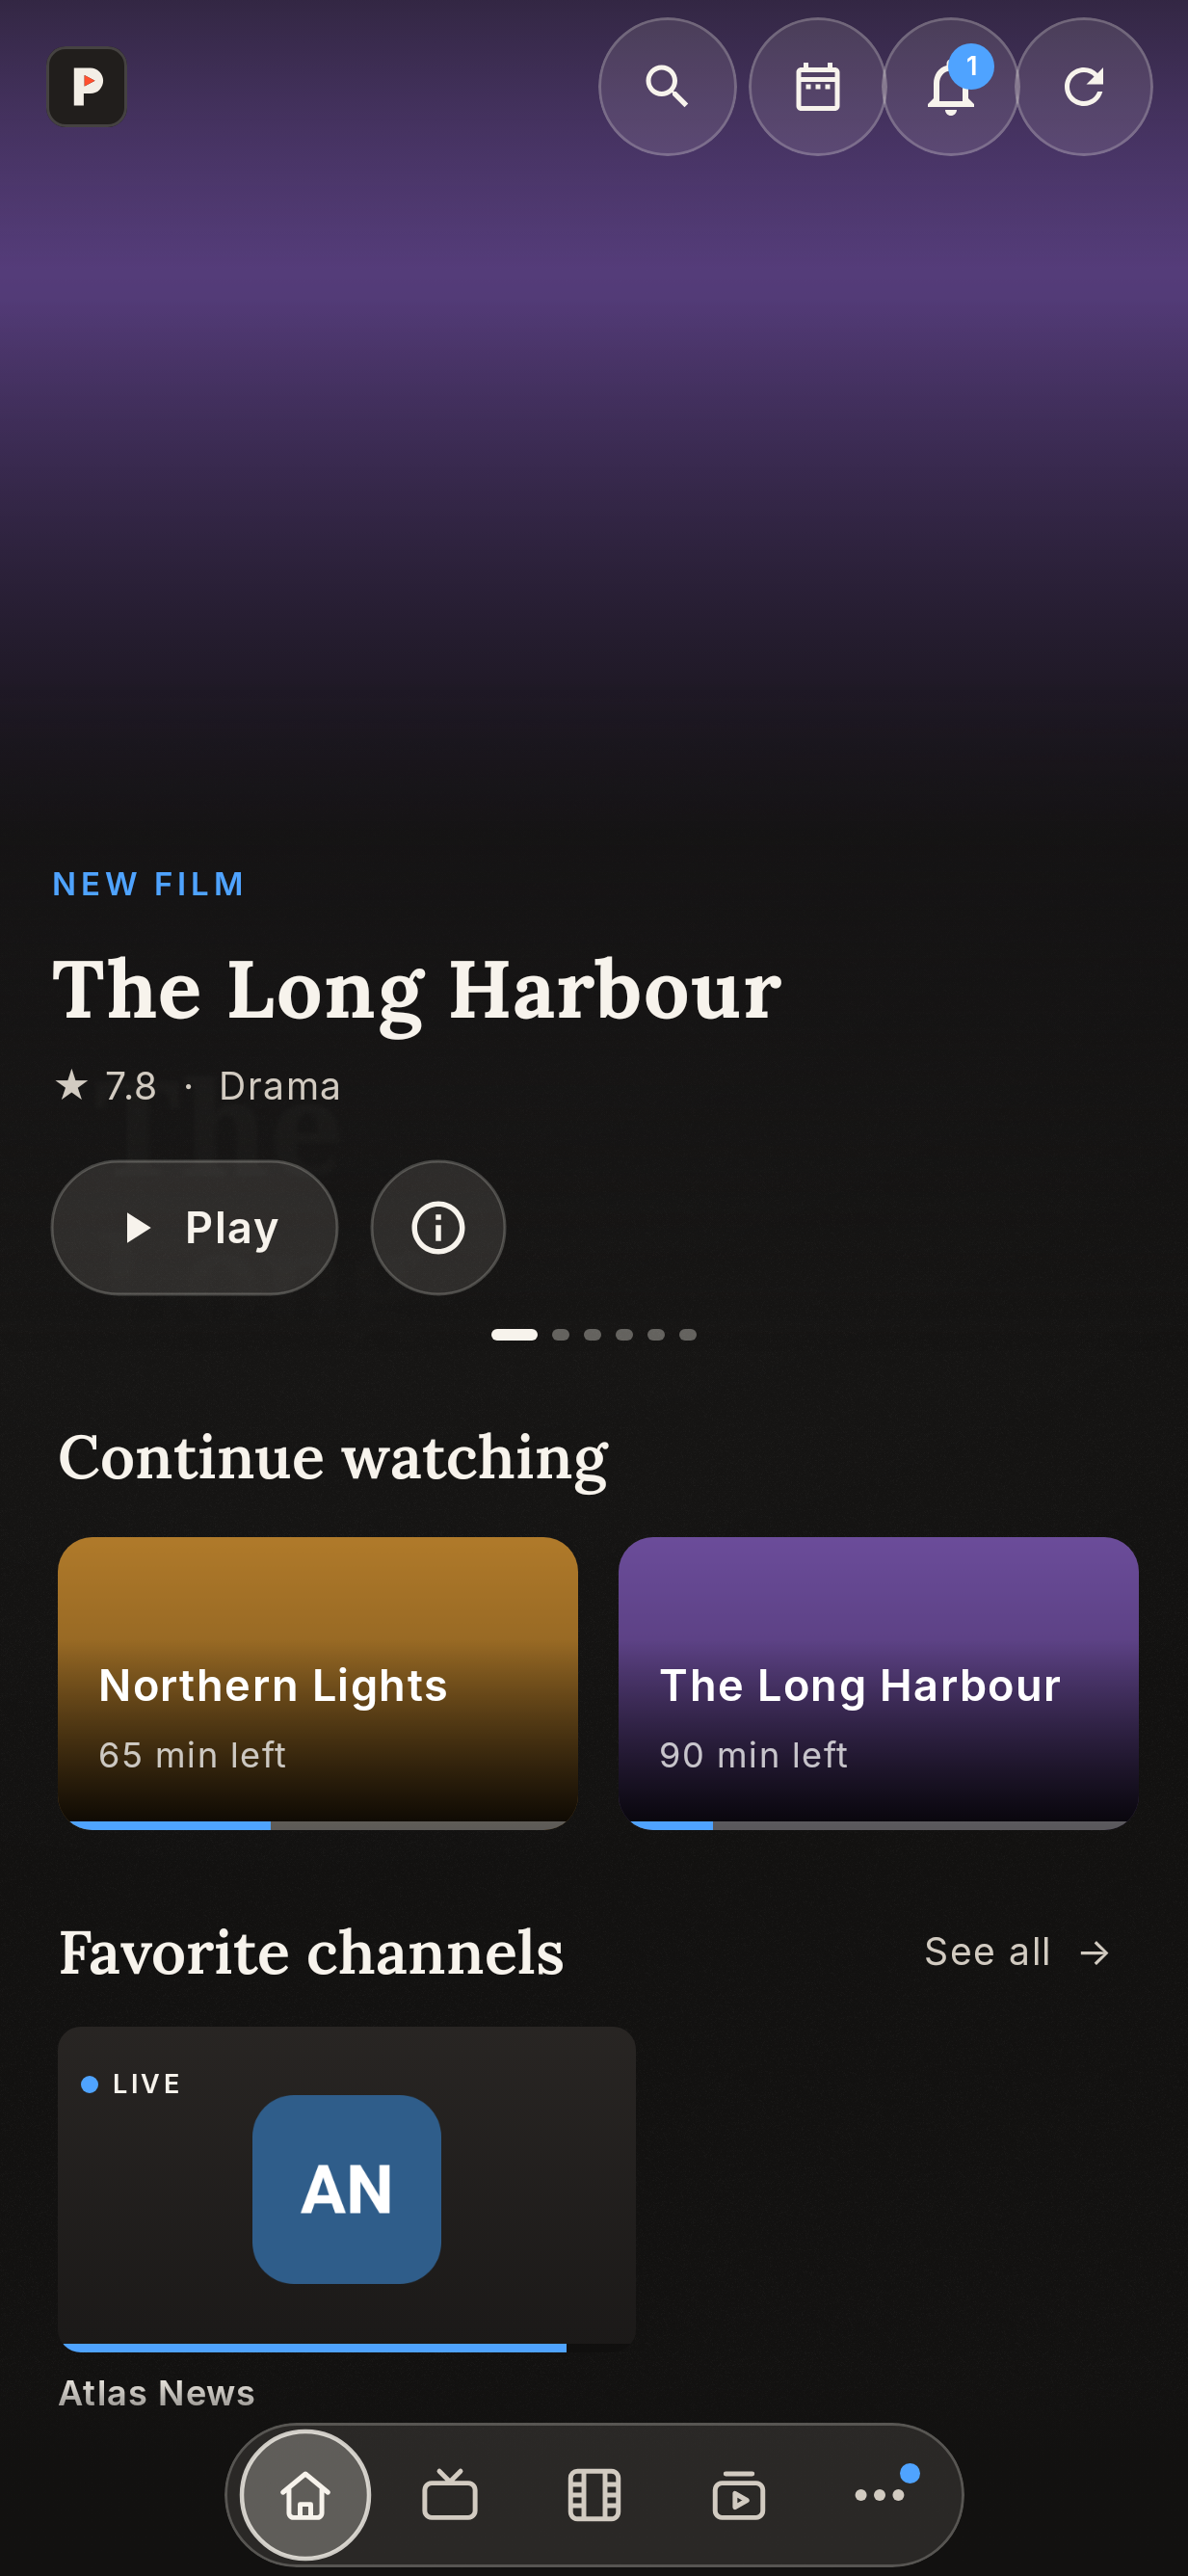 P
1
NEW FILM
The Long Harbour
★ 7.8 · Drama
The
Play
Continue watching
Northern Lights
65 min left
The Long Harbour
90 min left
Favorite channels
See all →
LIVE
AN
Atlas News